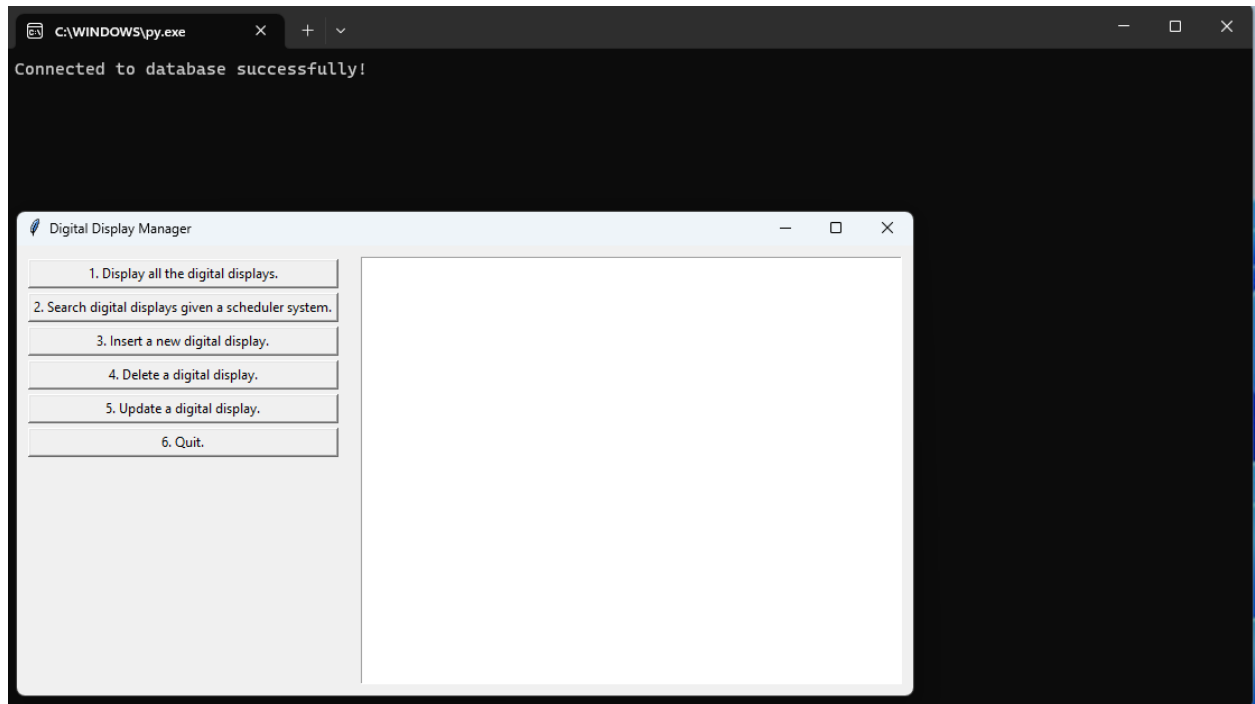 C:\WINDOWS\py.exe
Connected to database successfully!
Digital Display Manager
1. Display all the digital displays.
2. Search digital displays given a scheduler system.
3. Insert a new digital display.
4. Delete a digital display.
5. Update a digital display.
6. Quit.